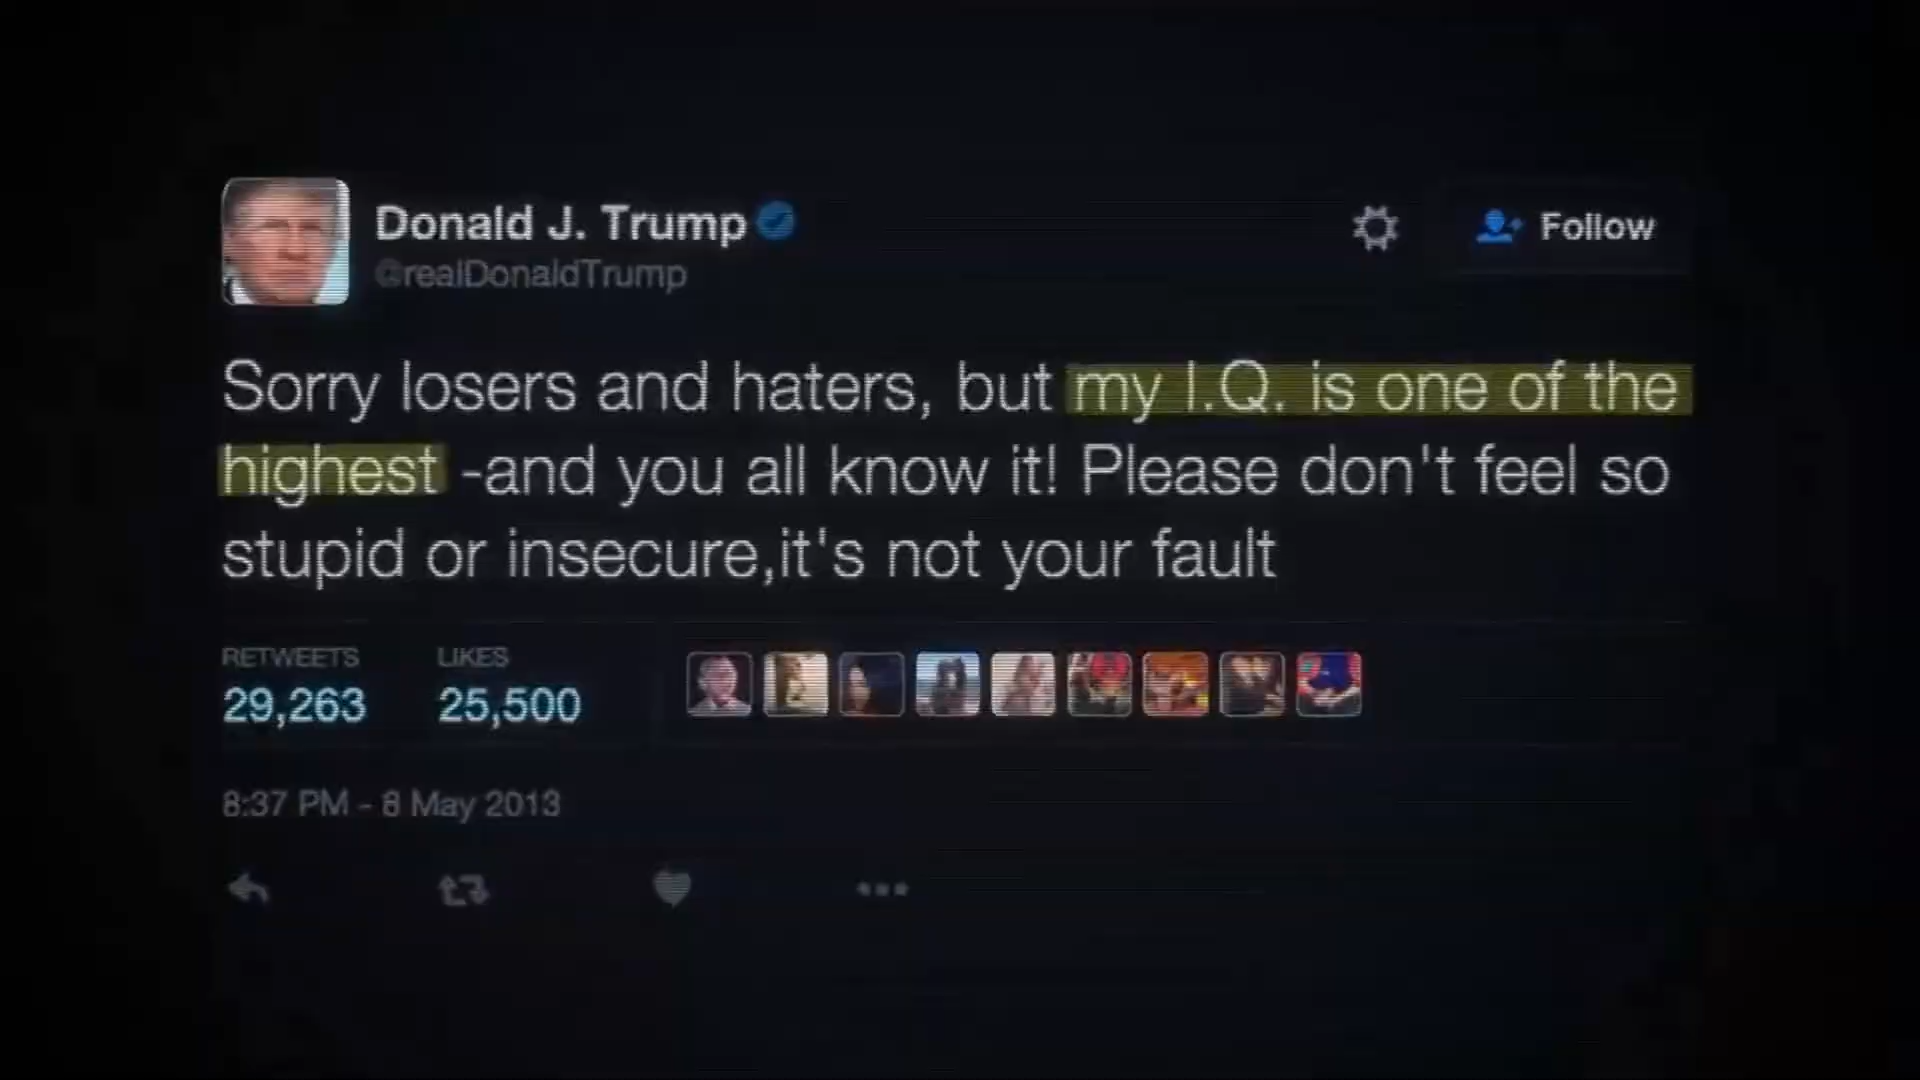 Donald J. Trump
@realDonaldTrump
Follow
Sorry losers and haters, but my I.Q. is one of the
highest -and you all know it! Please don't feel so
stupid or insecure,it's not your fault
RETWEETS LIKES
29,263 25,500
8:37 PM - 8 May 2013